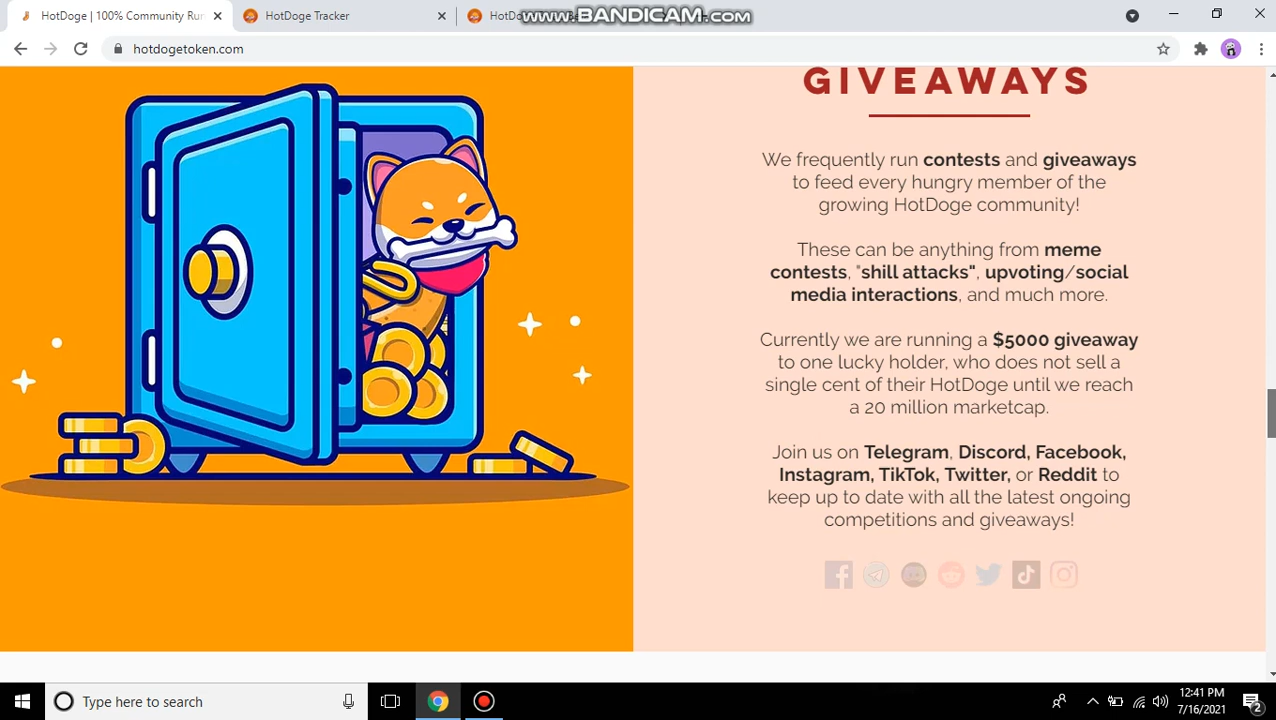 HotDoge | 100% Community Run
HotDoge Tracker
HotDo
www.BANDICAM.com
hotdogetoken.com
GIVEAWAYS
We frequently run contests and giveaways
to feed every hungry member of the
growing HotDoge community!
These can be anything from meme
contests, "shill attacks", upvoting/social
media interactions, and much more.
Currently we are running a $5000 giveaway
to one lucky holder, who does not sell a
single cent of their HotDoge until we reach
a 20 million marketcap.
Join us on Telegram, Discord, Facebook,
Instagram, TikTok, Twitter, or Reddit to
keep up to date with all the latest ongoing
competitions and giveaways!
Type here to search
12:41 PM
7/16/2021
2